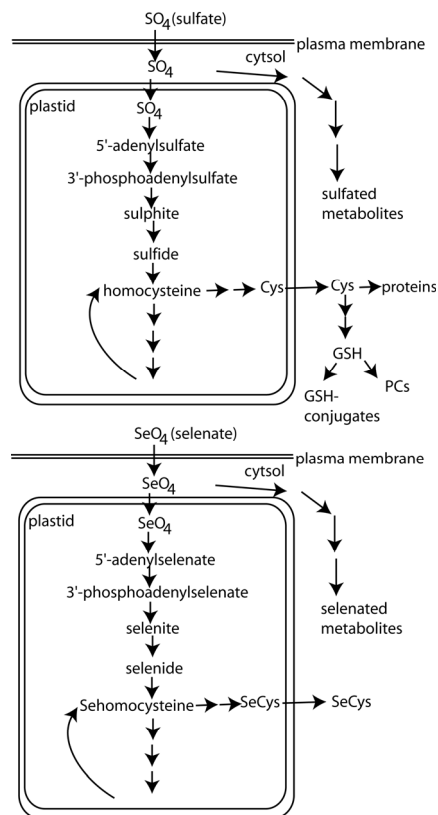 SO4 (sulfate)
plasma membrane
SO4
cytsol
plastid
SO4
5'-adenylsulfate
3'-phosphoadenylsulfate
sulphite
sulfated
metabolites
sulfide
homocysteine
Cys
Cys
proteins
GSH
GSH-
conjugates
PCs
SeO4 (selenate)
plasma membrane
SeO4
cytsol
plastid
SeO4
5'-adenylselenate
3'-phosphoadenylselenate
selenite
selenated
metabolites
selenide
Sehomocysteine
SeCys
SeCys